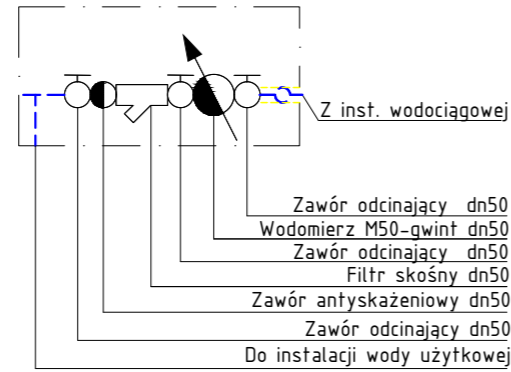 Z inst. wodociągowej
Zawór odcinający dn50
Wodomierz M50-gwint dn50
Zawór odcinający dn50
Filtr skośny dn50
Zawór antyskażeniowy dn50
Zawór odcinający dn50
Do instalacji wody użytkowej